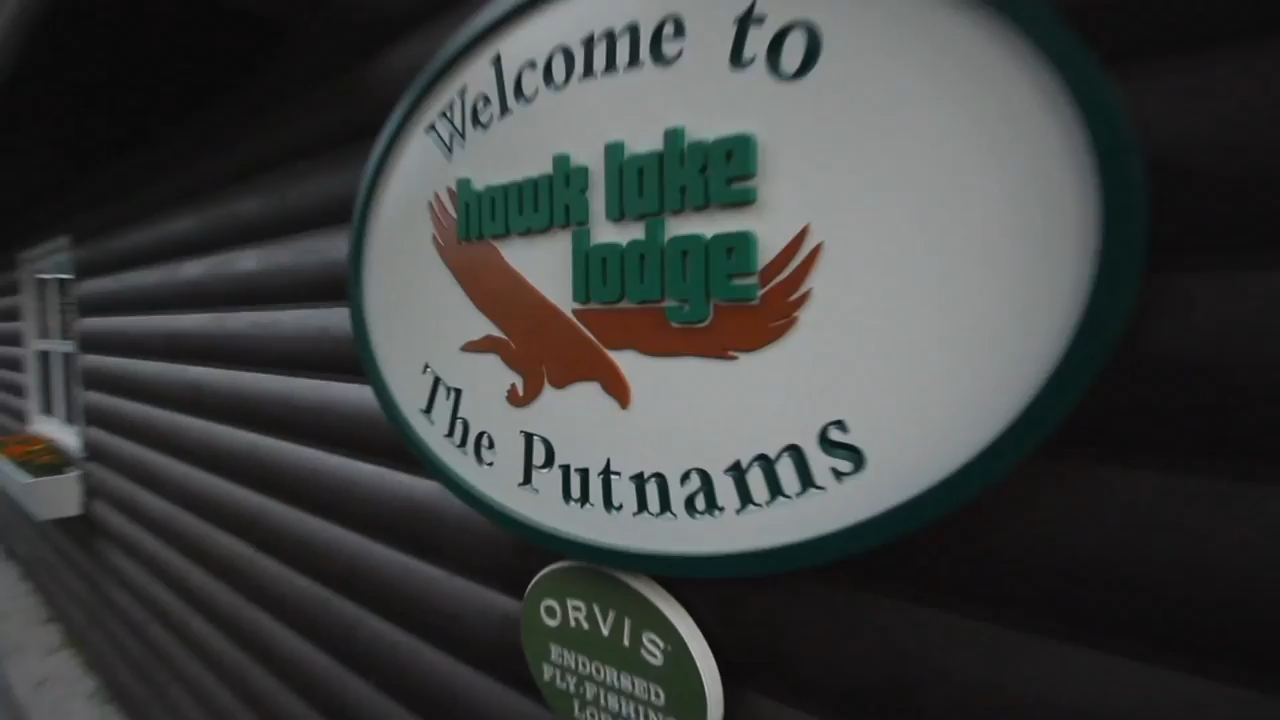 Welcome to
hawk lake
lodge
The Putnams
ORVIS
ENDORSED
FLY-FISHING